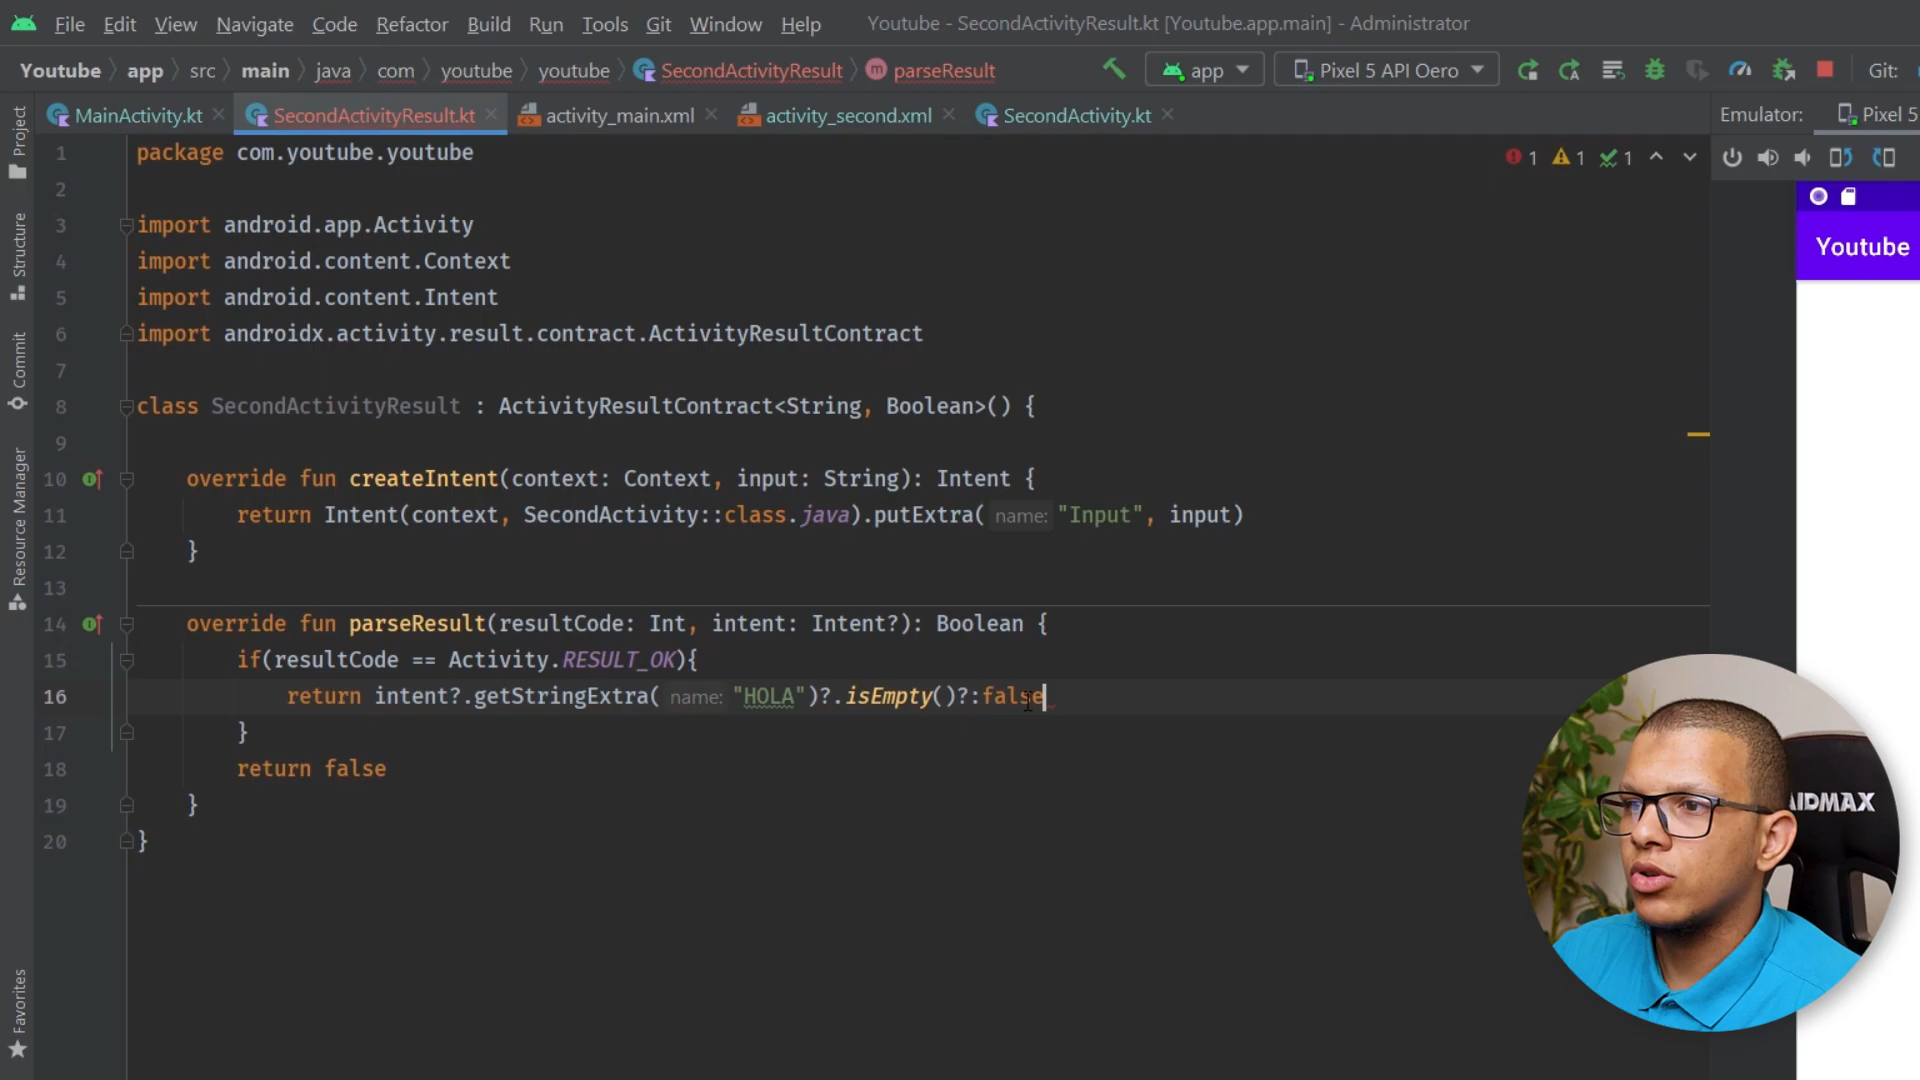 File Edit View Navigate Code Refactor Build Run Tools Git Window Help Youtube - SecondActivityResult.kt [Youtube.app.main] - Administrator
Youtube app src main java com youtube youtube SecondActivityResult parseResult app Pixel 5 API Oero Git:
MainActivity.kt SecondActivityResult.kt activity_main.xml activity_second.xml SecondActivity.kt Emulator: Pixel 5
Project
Structure
Commit
Resource Manager
Favorites
1 package com.youtube.youtube
1 1 1
2
3 import android.app.Activity
4 import android.content.Context
5 import android.content.Intent
6 import androidx.activity.result.contract.ActivityResultContract
7
8 class SecondActivityResult : ActivityResultContract<String, Boolean>() {
9
10 override fun createIntent(context: Context, input: String): Intent {
11 return Intent(context, SecondActivity::class.java).putExtra( name: "Input", input)
12 }
13
14 override fun parseResult(resultCode: Int, intent: Intent?): Boolean {
15 if(resultCode == Activity.RESULT_OK){
16 return intent?.getStringExtra( name: "HOLA")?.isEmpty()?:false
17 }
18 return false
19 }
20 }
Youtube
AIDMAX